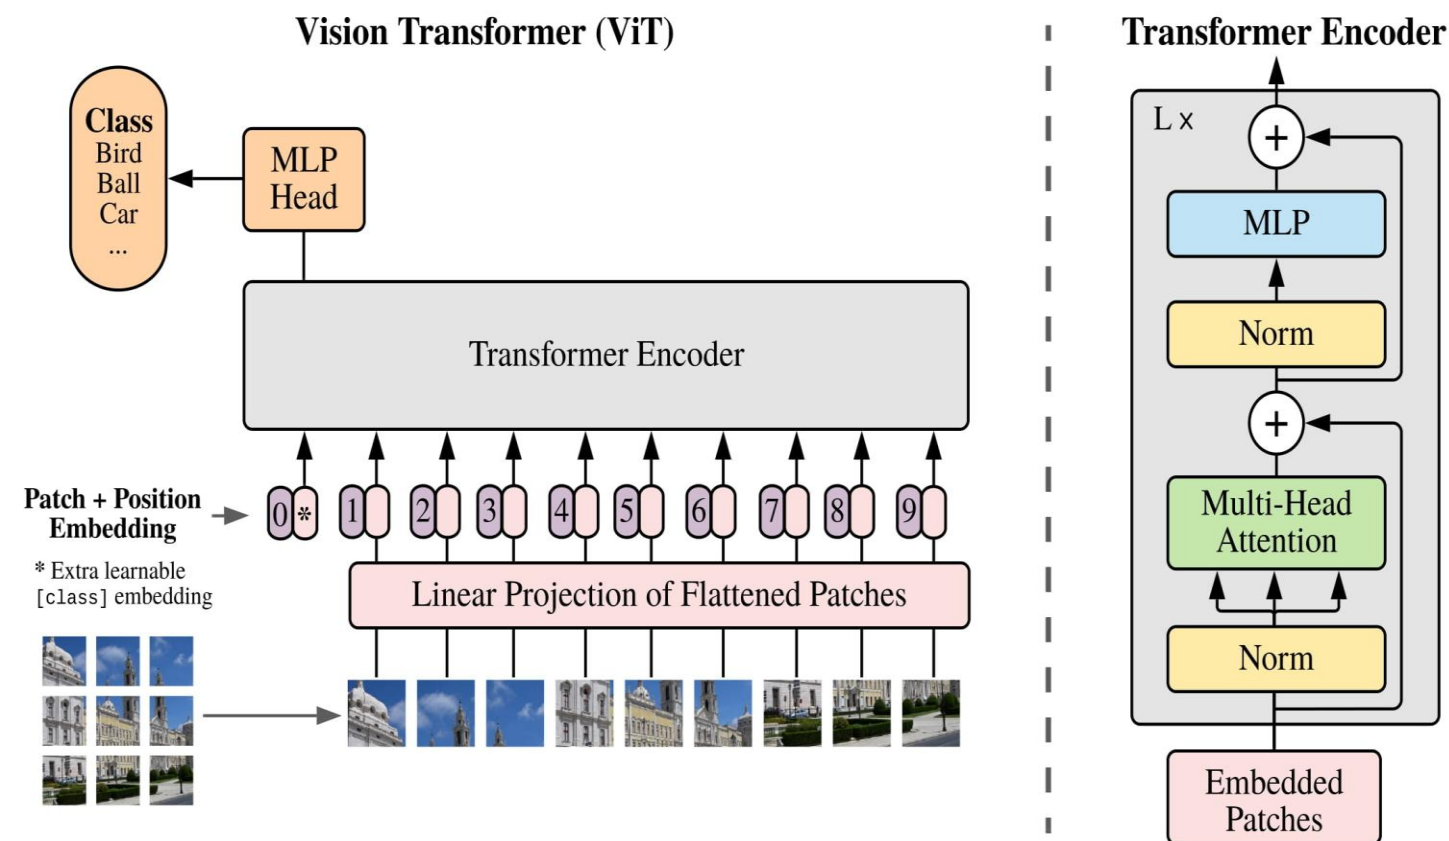 Vision Transformer (ViT)
Class
Bird
Ball
Car
...
MLP
Head
Transformer Encoder
Patch + Position
Embedding
* Extra learnable
[class] embedding
0 * 1 2 3 4 5 6 7 8 9
Linear Projection of Flattened Patches
Transformer Encoder
L x
+
MLP
Norm
+
Multi-Head
Attention
Norm
Embedded
Patches